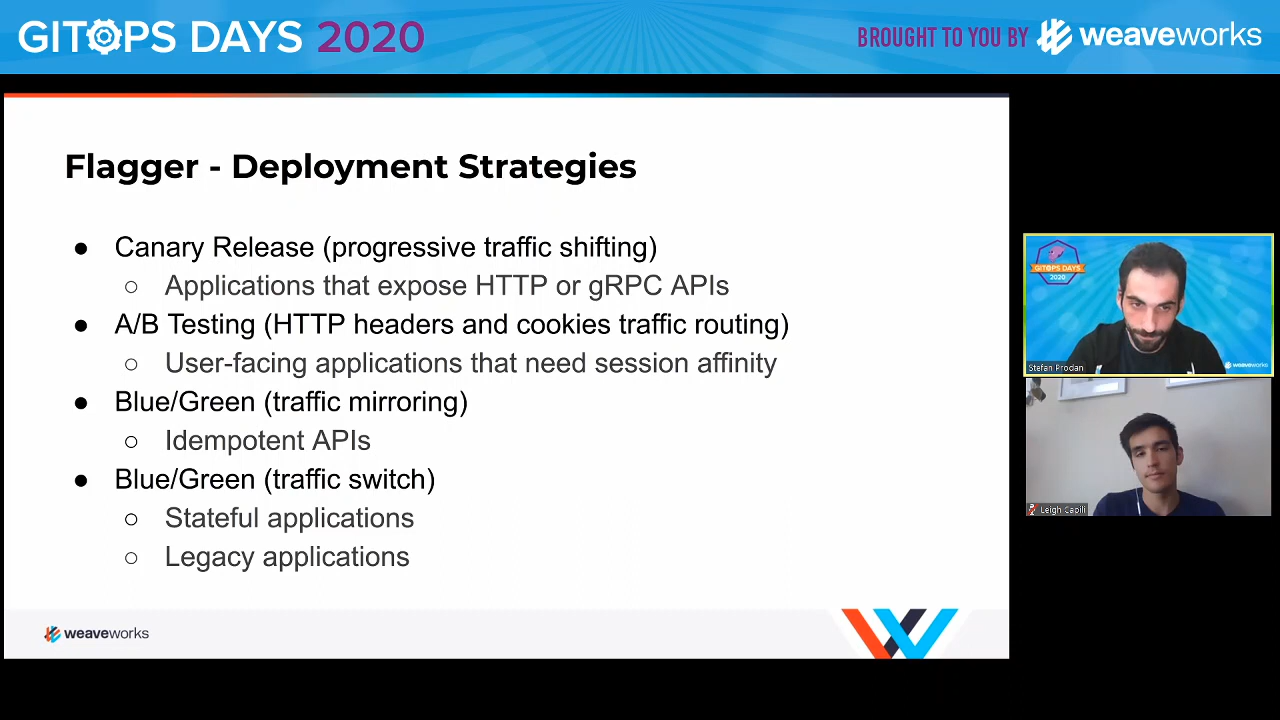 GITOPS DAYS 2020
BROUGHT TO YOU BY weaveworks
Flagger - Deployment Strategies
● Canary Release (progressive traffic shifting)
○ Applications that expose HTTP or gRPC APIs
● A/B Testing (HTTP headers and cookies traffic routing)
○ User-facing applications that need session affinity
● Blue/Green (traffic mirroring)
○ Idempotent APIs
● Blue/Green (traffic switch)
○ Stateful applications
○ Legacy applications
weaveworks
GITOPS DAYS
2020
Stefan Prodan
weaveworks
Leigh Capili